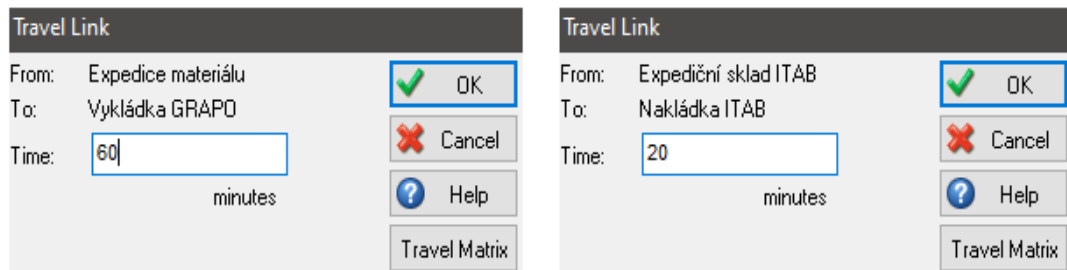 Travel Link
From: Expedice materiálu
To: Vykládka GRAPO
Time: 60
minutes
OK
Cancel
Help
Travel Matrix
Travel Link
From: Expediční sklad ITAB
To: Nakládka ITAB
Time: 20
minutes
OK
Cancel
Help
Travel Matrix